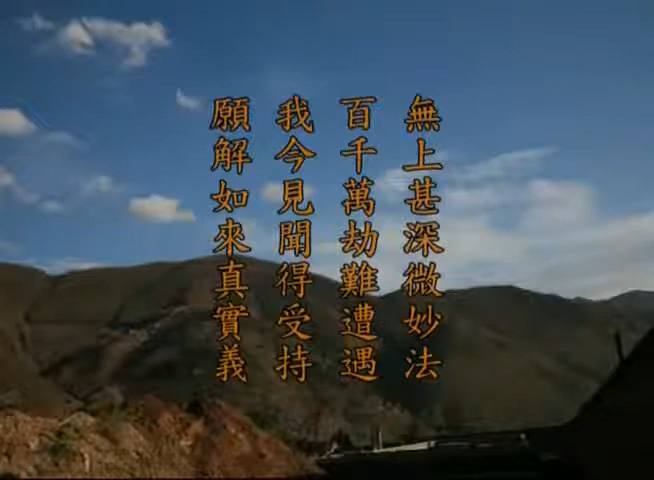 無上甚深微妙法
百千萬劫難遭遇
我今見聞得受持
願解如來真實義